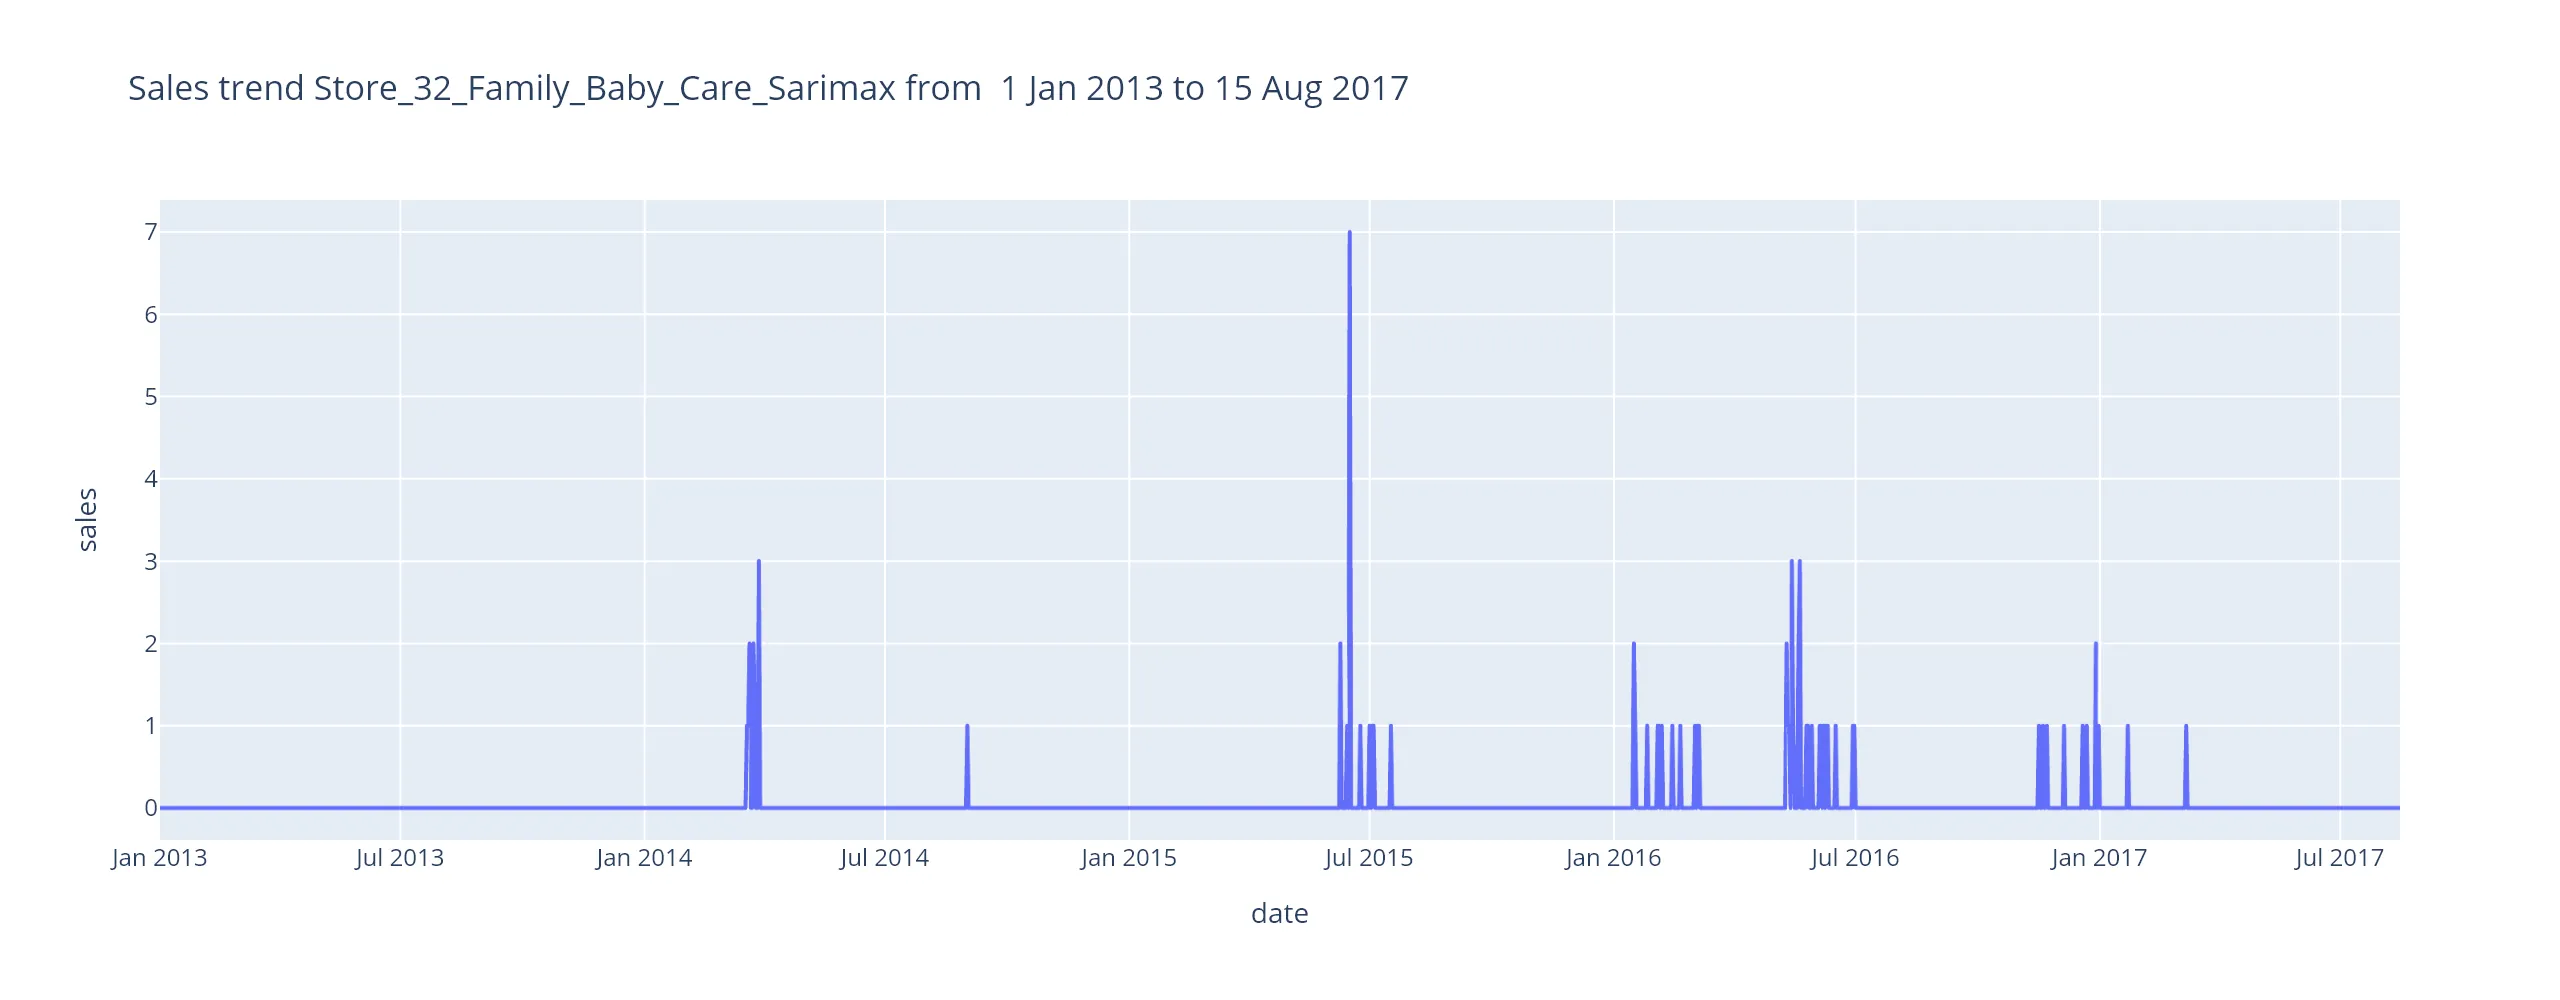 Sales trend Store_32_Family_Baby_Care_Sarimax from  1 Jan 2013 to 15 Aug 2017
7
6
5
4
3
2
1
0
sales
Jan 2013 Jul 2013 Jan 2014 Jul 2014 Jan 2015 Jul 2015 Jan 2016 Jul 2016 Jan 2017 Jul 2017
date